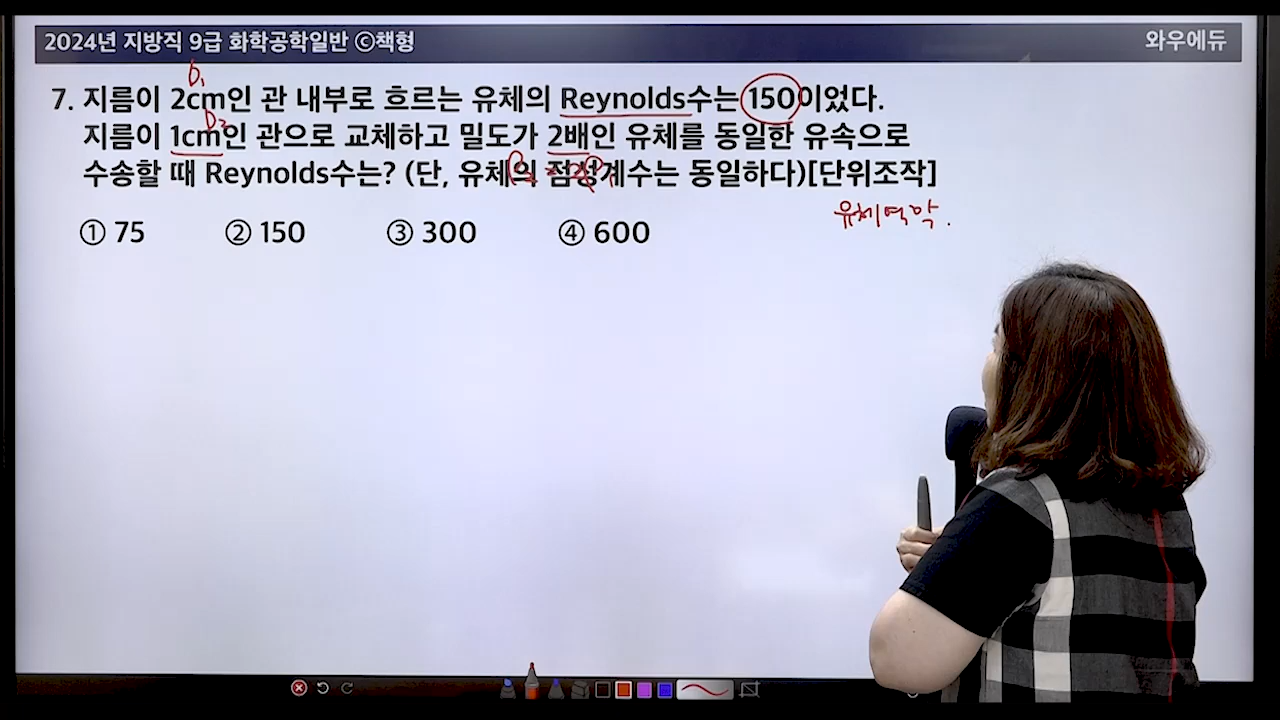 2024년 지방직 9급 화학공학일반 ⓒ책형
와우에듀
D₁
7. 지름이 2cm인 관 내부로 흐르는 유체의 Reynolds수는 150이었다.
D₂
지름이 1cm인 관으로 교체하고 밀도가 2배인 유체를 동일한 유속으로
수송할 때 Reynolds수는? (단, 유체의 점성계수는 동일하다)[단위조작]
ρ₂ = 2ρ₁
유체역학.
① 75 ② 150 ③ 300 ④ 600